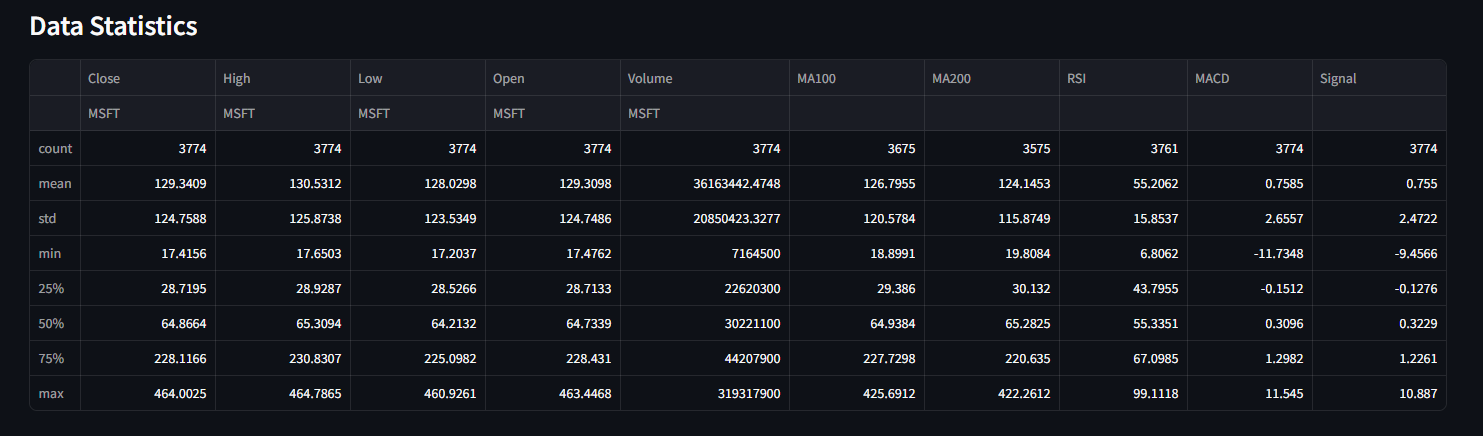 Data Statistics
Close High Low Open Volume MA100 MA200 RSI MACD Signal
MSFT MSFT MSFT MSFT MSFT
count 3774 3774 3774 3774 3774 3675 3575 3761 3774 3774
mean 129.3409 130.5312 128.0298 129.3098 36163442.4748 126.7955 124.1453 55.2062 0.7585 0.755
std 124.7588 125.8738 123.5349 124.7486 20850423.3277 120.5784 115.8749 15.8537 2.6557 2.4722
min 17.4156 17.6503 17.2037 17.4762 7164500 18.8991 19.8084 6.8062 -11.7348 -9.4566
25% 28.7195 28.9287 28.5266 28.7133 22620300 29.386 30.132 43.7955 -0.1512 -0.1276
50% 64.8664 65.3094 64.2132 64.7339 30221100 64.9384 65.2825 55.3351 0.3096 0.3229
75% 228.1166 230.8307 225.0982 228.431 44207900 227.7298 220.635 67.0985 1.2982 1.2261
max 464.0025 464.7865 460.9261 463.4468 319317900 425.6912 422.2612 99.1118 11.545 10.887